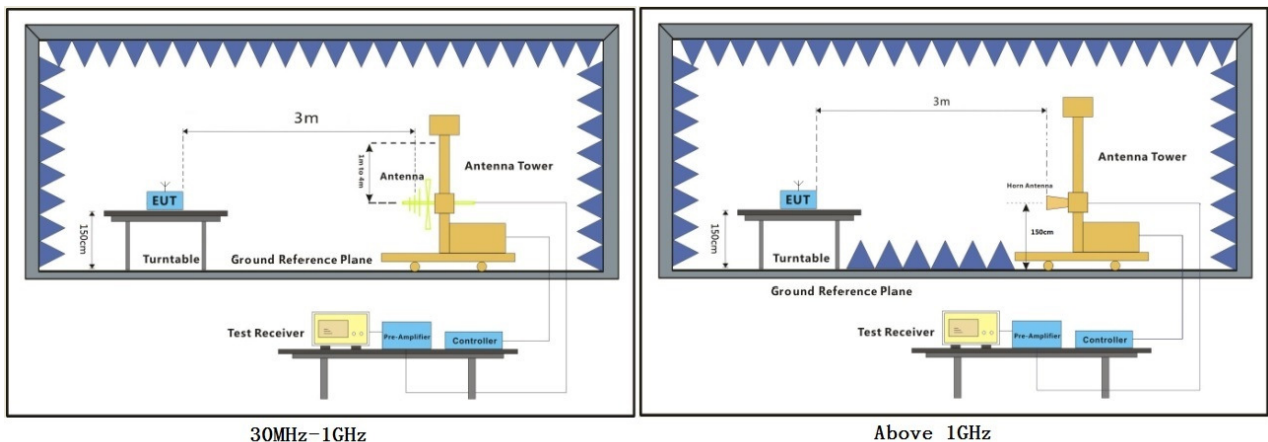 3m
1m to 4m
Antenna
Antenna Tower
EUT
150cm
Turntable
Ground Reference Plane
Test Receiver
Pre-Amplifier
Controller
30MHz-1GHz
3m
Antenna Tower
Horn Antenna
EUT
150cm
150cm
Turntable
Ground Reference Plane
Test Receiver
Pre-Amplifier
Controller
Above 1GHz